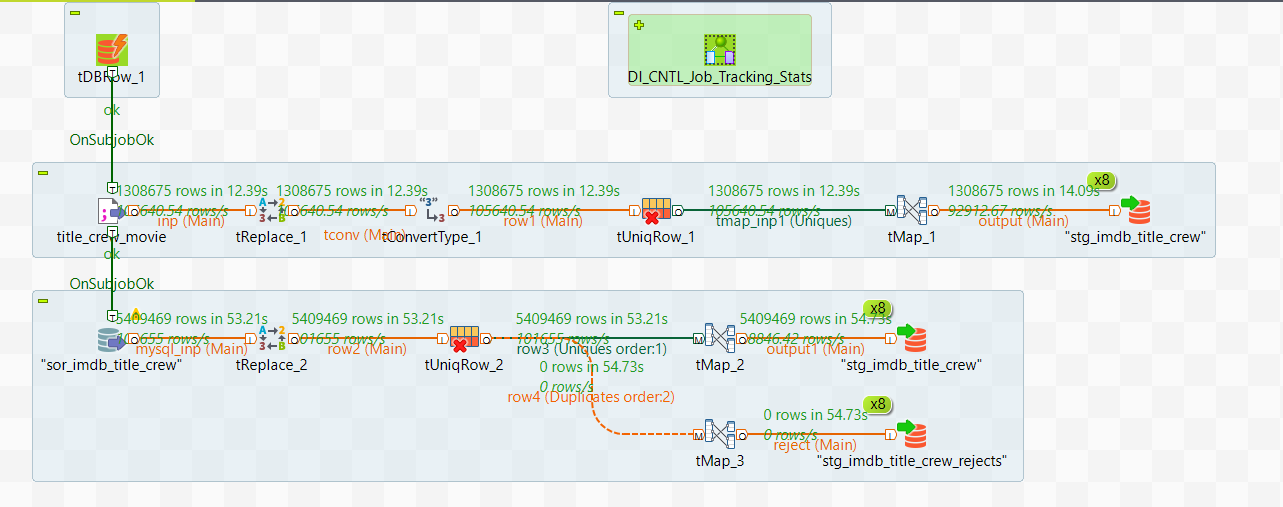 tDBRow_1
DI_CNTL_Job_Tracking_Stats
ok
OnSubjobOk
1308675 rows in 12.39s
1308675 rows in 12.39s
1308675 rows in 12.39s
1308675 rows in 12.39s
1308675 rows in 14.09s
x8
105640.54 rows/s
92912.67 rows/s
105640.54 rows/s
inp (Main)
tconv (Main)
row1 (Main)
tmap_inp1 (Uniques)
output (Main)
title_crew_movie
tReplace_1
tConvertType_1
tUniqRow_1
tMap_1
"stg_imdb_title_crew"
ok
OnSubjobOk
5409469 rows in 53.21s
5409469 rows in 53.21s
5409469 rows in 53.21s
5409469 rows in 54.73s
x8
101655 rows/s
mysql_inp (Main)
row2 (Main)
row3 (Uniques order:1)
output1 (Main)
"sor_imdb_title_crew"
tReplace_2
tUniqRow_2
tMap_2
"stg_imdb_title_crew"
0 rows in 54.73s
0 rows/s
row4 (Duplicates order:2)
x8
0 rows in 54.73s
0 rows/s
reject (Main)
tMap_3
"stg_imdb_title_crew_rejects"